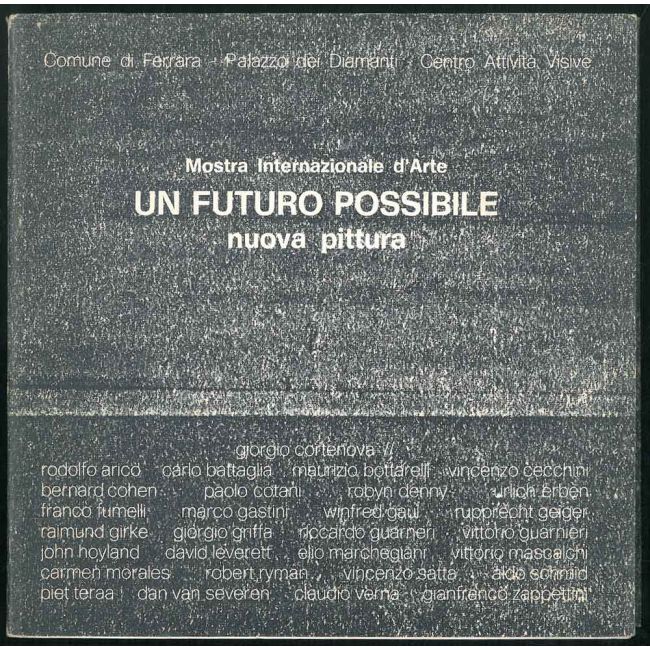 Comune di Ferrara - Palazzo dei Diamanti - Centro Attività Visive
Mostra Internazionale d'Arte
UN FUTURO POSSIBILE
nuova pittura
giorgio cortenova //
rodolfo aricò carlo battaglia maurizio bottarelli vincenzo cecchini
bernard cohen paolo cotani robyn denny urlich erben
franco fumelli marco gastini winfred gaul rupprecht geiger
raimund girke giorgio griffa riccardo guarneri vittorio guarnieri
john hoyland david leverett elio marchegiani vittorio mascalchi
carmen morales robert ryman vincenzo satta aldo schmid
piet teraa dan van severen claudio verna gianfranco zappettini